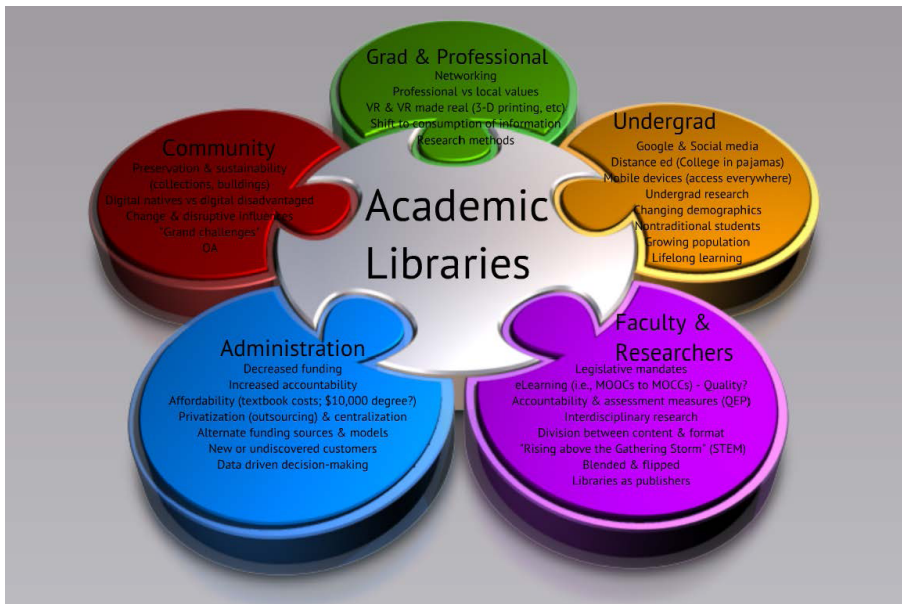 Grad & Professional
Networking
Professional vs local values
VR & VR made real (3-D printing, etc)
Shift to consumption of information
Research methods
Undergrad
Google & Social media
Distance ed (College in pajamas)
Mobile devices (access everywhere)
Undergrad research
Changing demographics
Nontraditional students
Growing population
Lifelong learning
Community
Preservation & sustainability
(collections, buildings)
Digital natives vs digital disadvantaged
Change & disruptive influences
"Grand challenges"
OA
Academic
Libraries
Administration
Decreased funding
Increased accountability
Affordability (textbook costs; $10,000 degree?)
Privatization (outsourcing) & centralization
Alternate funding sources & models
New or undiscovered customers
Data driven decision-making
Faculty &
Researchers
Legislative mandates
eLearning (i.e., MOOCs to MOCCs) - Quality?
Accountability & assessment measures (QEP)
Interdisciplinary research
Division between content & format
"Rising above the Gathering Storm" (STEM)
Blended & flipped
Libraries as publishers